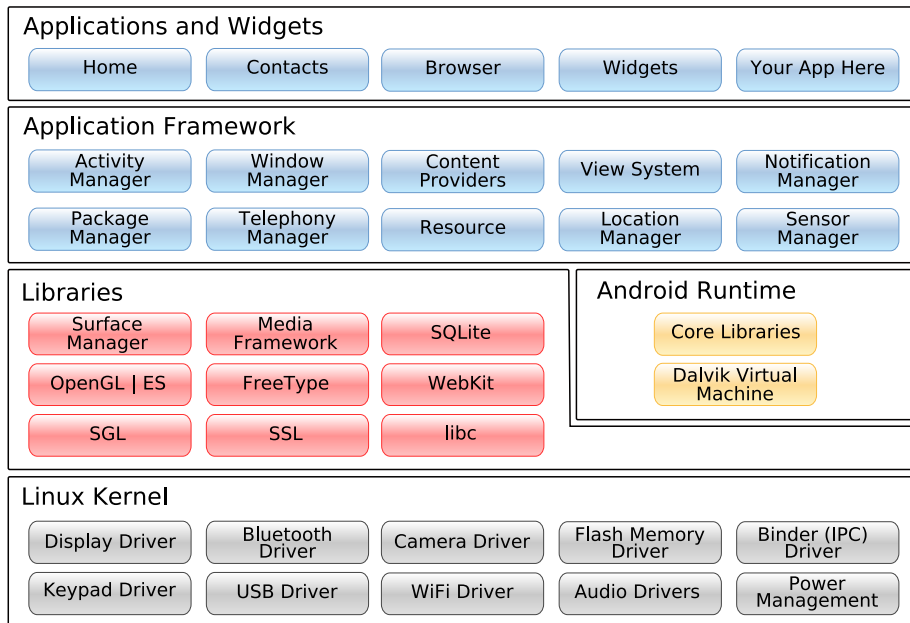 Applications and Widgets
Home
Contacts
Browser
Widgets
Your App Here
Application Framework
Activity
Manager
Window
Manager
Content
Providers
View System
Notification
Manager
Package
Manager
Telephony
Manager
Resource
Location
Manager
Sensor
Manager
Libraries
Surface
Manager
Media
Framework
SQLite
OpenGL | ES
FreeType
WebKit
SGL
SSL
libc
Android Runtime
Core Libraries
Dalvik Virtual
Machine
Linux Kernel
Display Driver
Bluetooth
Driver
Camera Driver
Flash Memory
Driver
Binder (IPC)
Driver
Keypad Driver
USB Driver
WiFi Driver
Audio Drivers
Power
Management